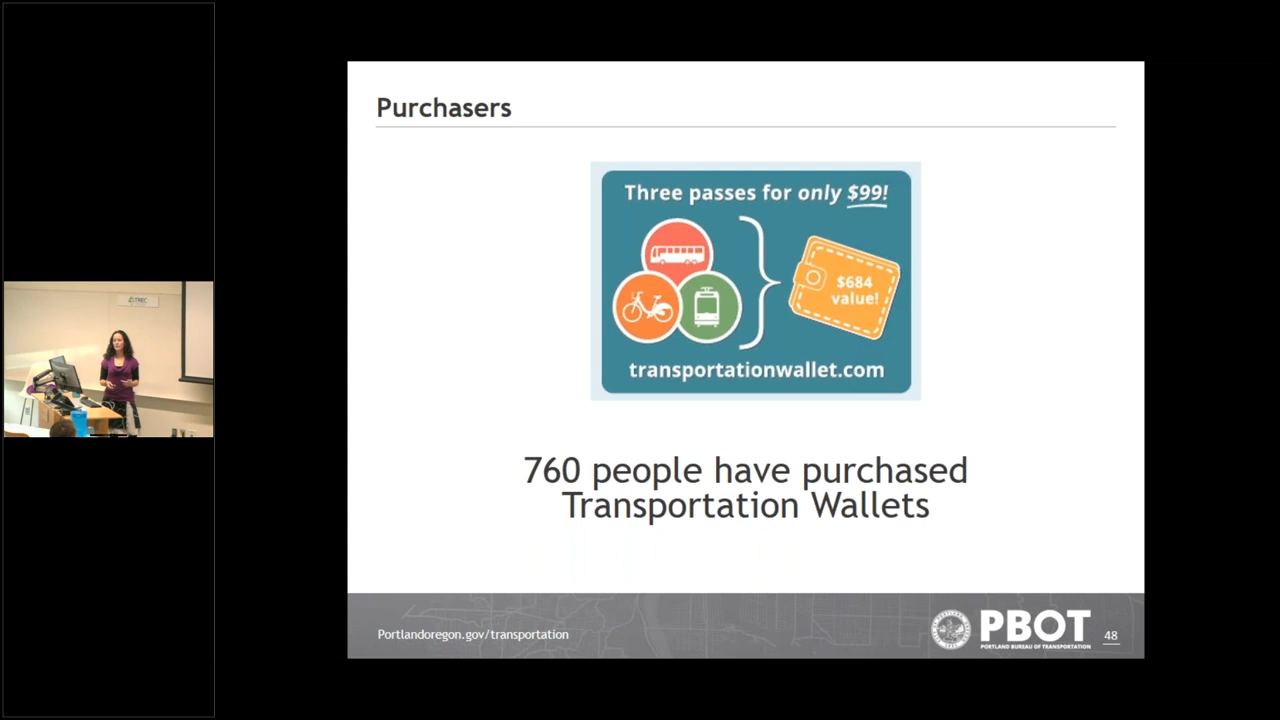 Purchasers
Three passes for only $99!
$684
value!
transportationwallet.com
760 people have purchased
Transportation Wallets
Portlandoregon.gov/transportation
PBOT
PORTLAND BUREAU OF TRANSPORTATION
48
TREC